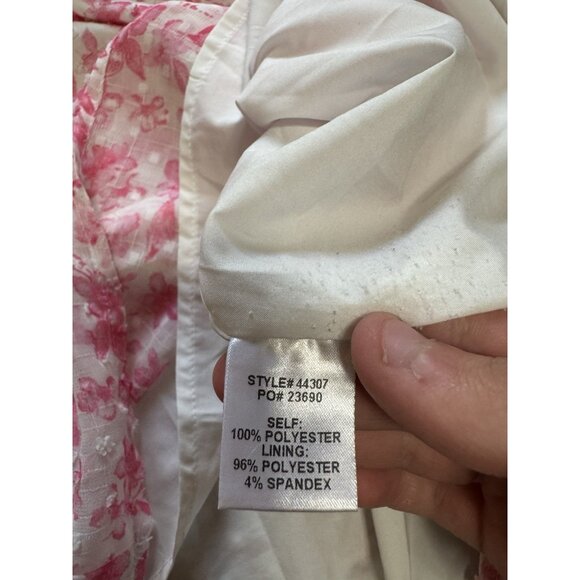 STYLE# 44307
PO# 23690
SELF:
100% POLYESTER
LINING:
96% POLYESTER
4% SPANDEX